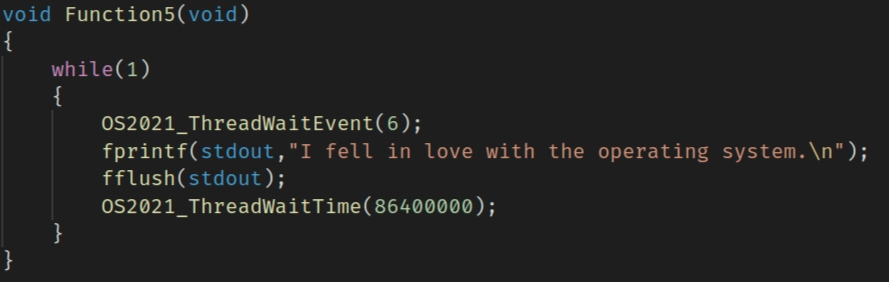 void Function5(void)
{
    while(1)
    {
        OS2021_ThreadWaitEvent(6);
        fprintf(stdout,"I fell in love with the operating system.\n");
        fflush(stdout);
        OS2021_ThreadWaitTime(86400000);
    }
}